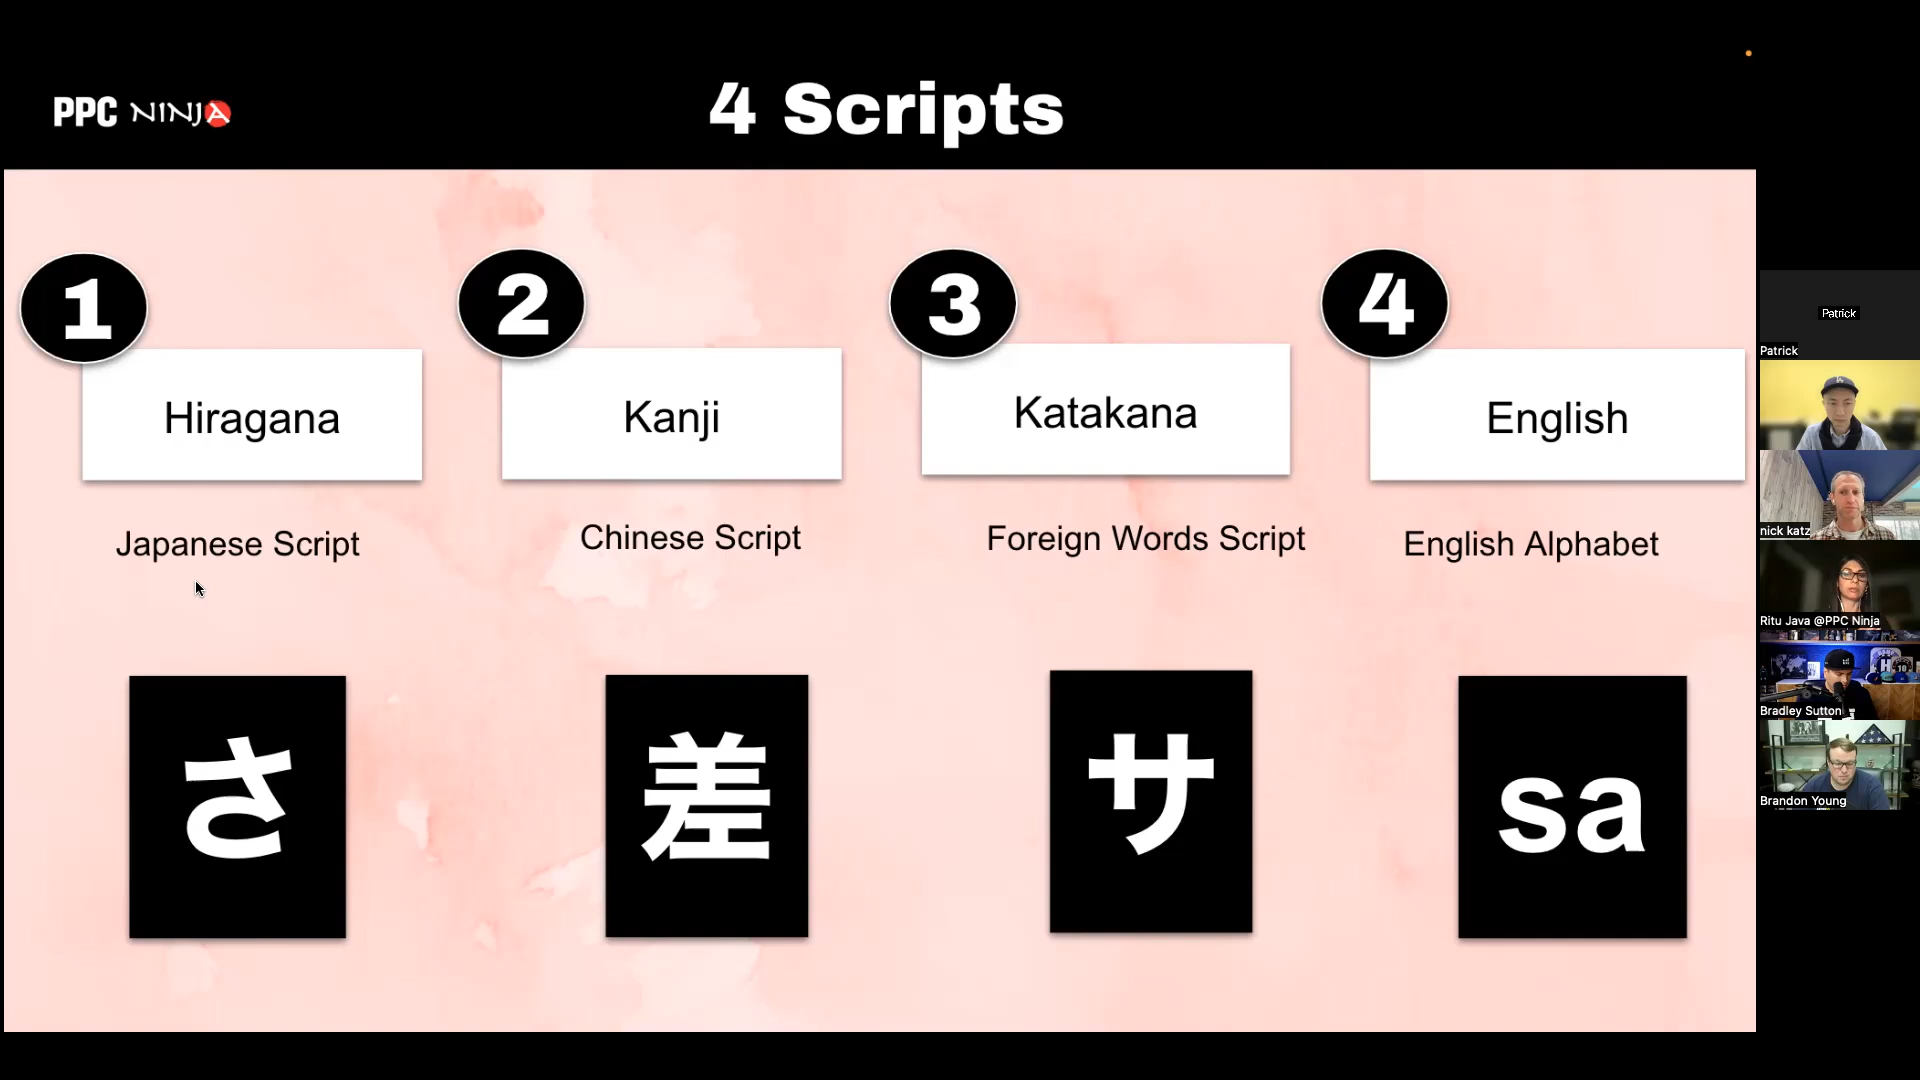 PPC NINJA
4 Scripts
1
Hiragana
Japanese Script
さ
2
Kanji
Chinese Script
差
3
Katakana
Foreign Words Script
サ
4
English
English Alphabet
sa
Patrick
Patrick
nick katz
Ritu Java @PPC Ninja
Bradley Sutton
Brandon Young